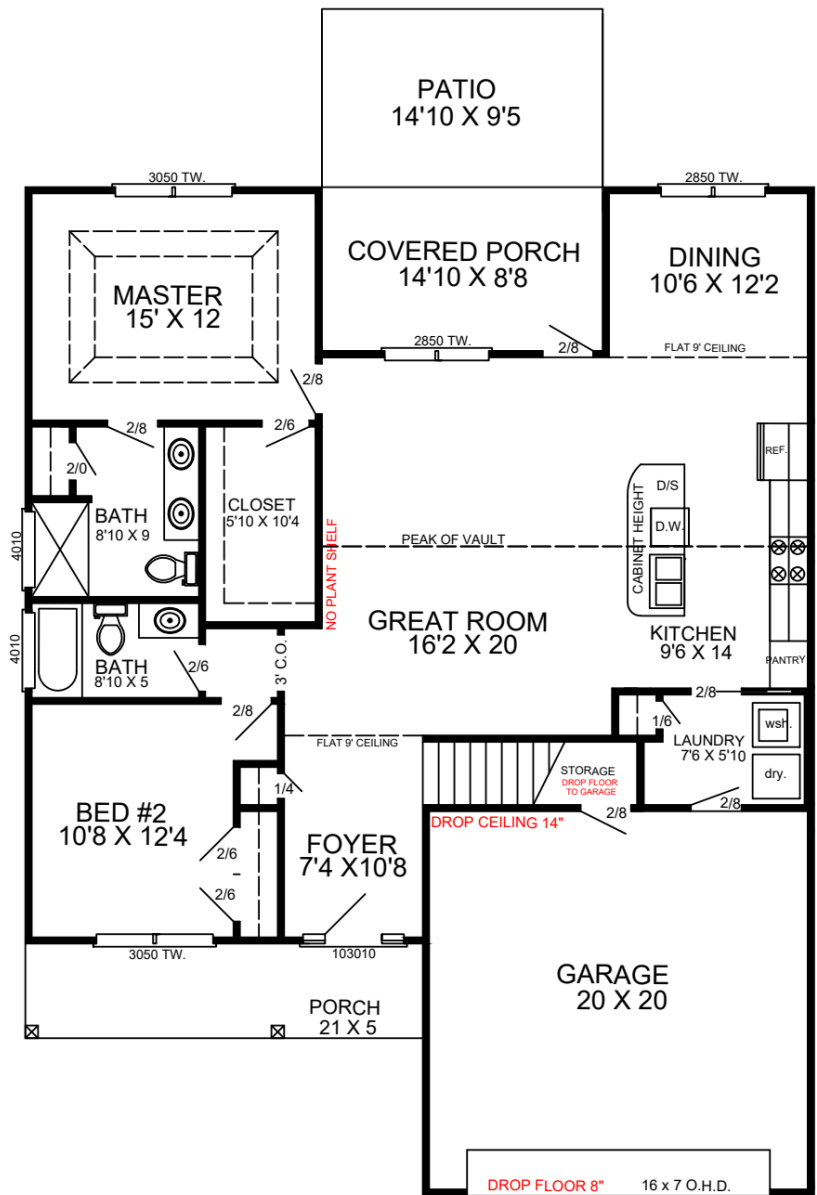 PATIO
14'10 X 9'5
3050 TW.
2850 TW.
COVERED PORCH
14'10 X 8'8
DINING
10'6 X 12'2
MASTER
15' X 12
2850 TW.
2/8
FLAT 9' CEILING
2/8
2/8
2/6
2/0
REF.
D/S
CLOSET
5'10 X 10'4
BATH
8'10 X 9
4010
D.W.
CABINET HEIGHT
PEAK OF VAULT
NO PLANT SHELF
GREAT ROOM
16'2 X 20
KITCHEN
9'6 X 14
PANTRY
4010
BATH
8'10 X 5
2/6
3' C.O.
2/8
2/8
1/6
wsh.
LAUNDRY
7'6 X 5'10
FLAT 9' CEILING
STORAGE
DROP FLOOR
TO GARAGE
dry.
1/4
2/8
2/8
BED #2
10'8 X 12'4
DROP CEILING 14"
FOYER
7'4 X10'8
2/6
2/6
3050 TW.
103010
GARAGE
20 X 20
PORCH
21 X 5
DROP FLOOR 8"
16 x 7 O.H.D.